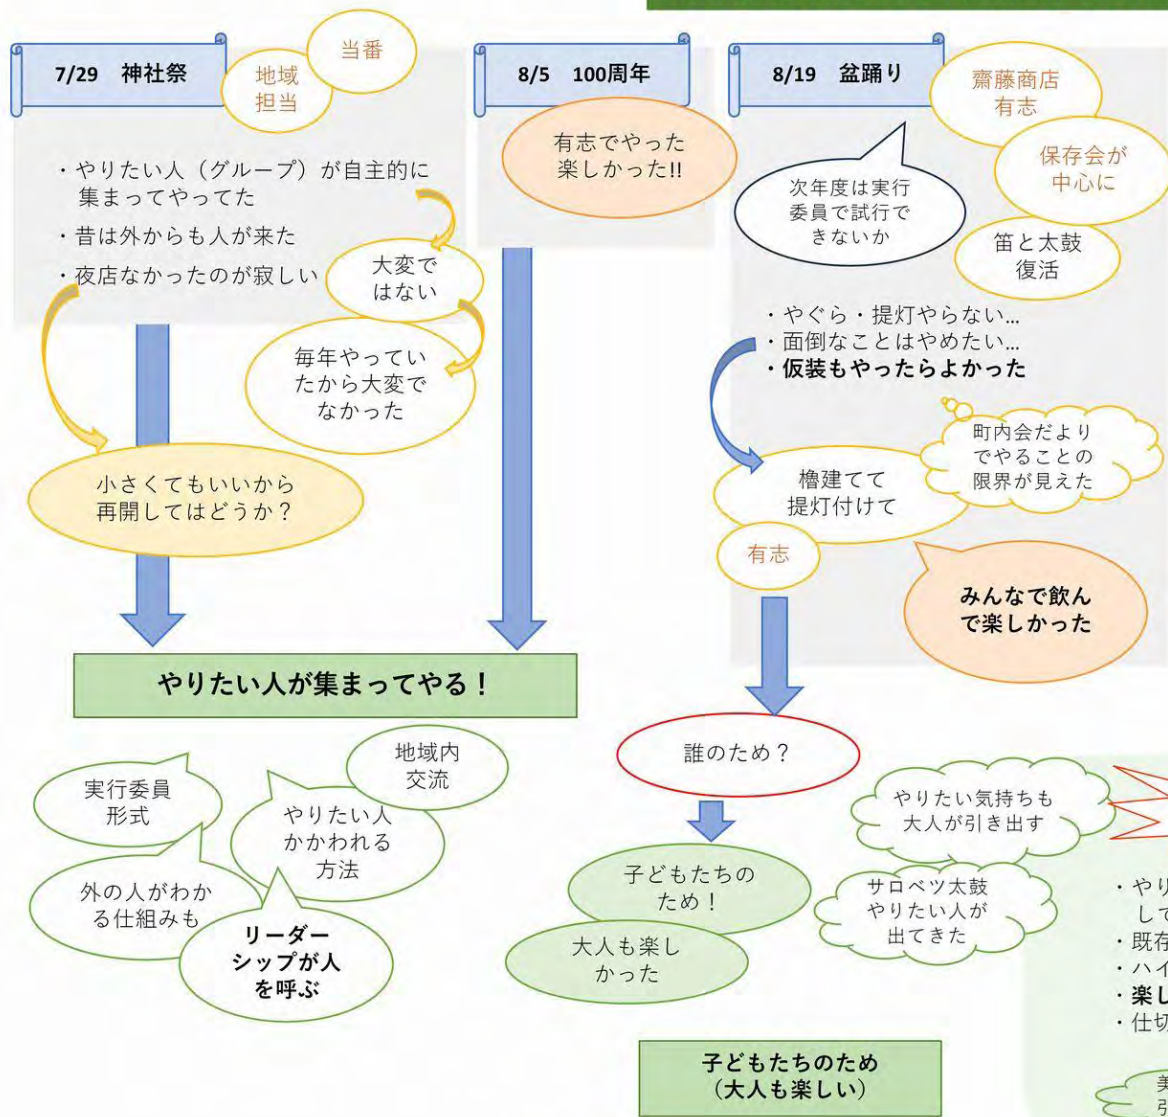 7/29 神社祭
地域
担当
当番
・やりたい人（グループ）が自主的に
集まってやってた
・昔は外からも人が来た
・夜店なかったのが寂しい
大変で
はない
毎年やってい
たから大変で
なかった
小さくてもいいから
再開してはどうか？
8/5 100周年
有志でやった
楽しかった!!
やりたい人が集まってやる！
実行委員
形式
地域内
交流
やりたい人
かかわれる
方法
外の人がわか
る仕組みも
リーダー
シップが人
を呼ぶ
8/19 盆踊り
齋藤商店
有志
保存会が
中心に
笛と太鼓
復活
次年度は実行
委員で試行で
きないか
・やぐら・提灯やらない...
・面倒なことはやめたい...
・仮装もやったらよかった
町内会だより
でやることの
限界が見えた
櫓建てて
提灯付けて
有志
みんなで飲ん
で楽しかった
誰のため？
子どもたちの
ため！
大人も楽し
かった
やりたい気持ちも
大人が引き出す
サロベツ太鼓
やりたい人が
出てきた
子どもたちのため
（大人も楽しい）
・やり
して
・既存
・ハイ
・楽し
・仕切